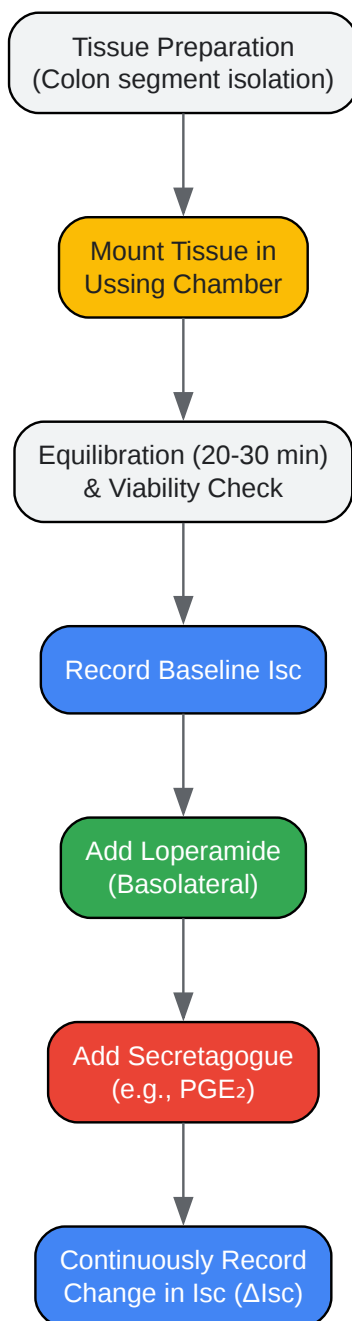 Tissue Preparation
(Colon segment isolation)
Mount Tissue in
Ussing Chamber
Equilibration (20-30 min)
& Viability Check
Record Baseline Isc
Add Loperamide
(Basolateral)
Add Secretagogue
(e.g., PGE₂)
Continuously Record
Change in Isc (ΔIsc)